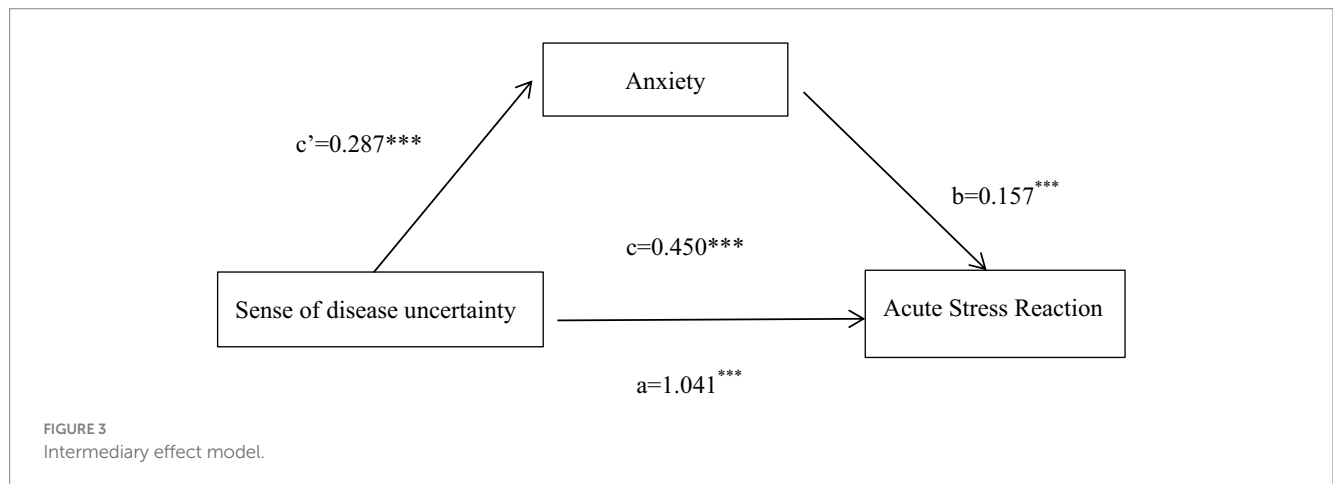 Anxiety
c’=0.287***
b=0.157***
c=0.450***
Sense of disease uncertainty
Acute Stress Reaction
a=1.041***
FIGURE 3
Intermediary effect model.